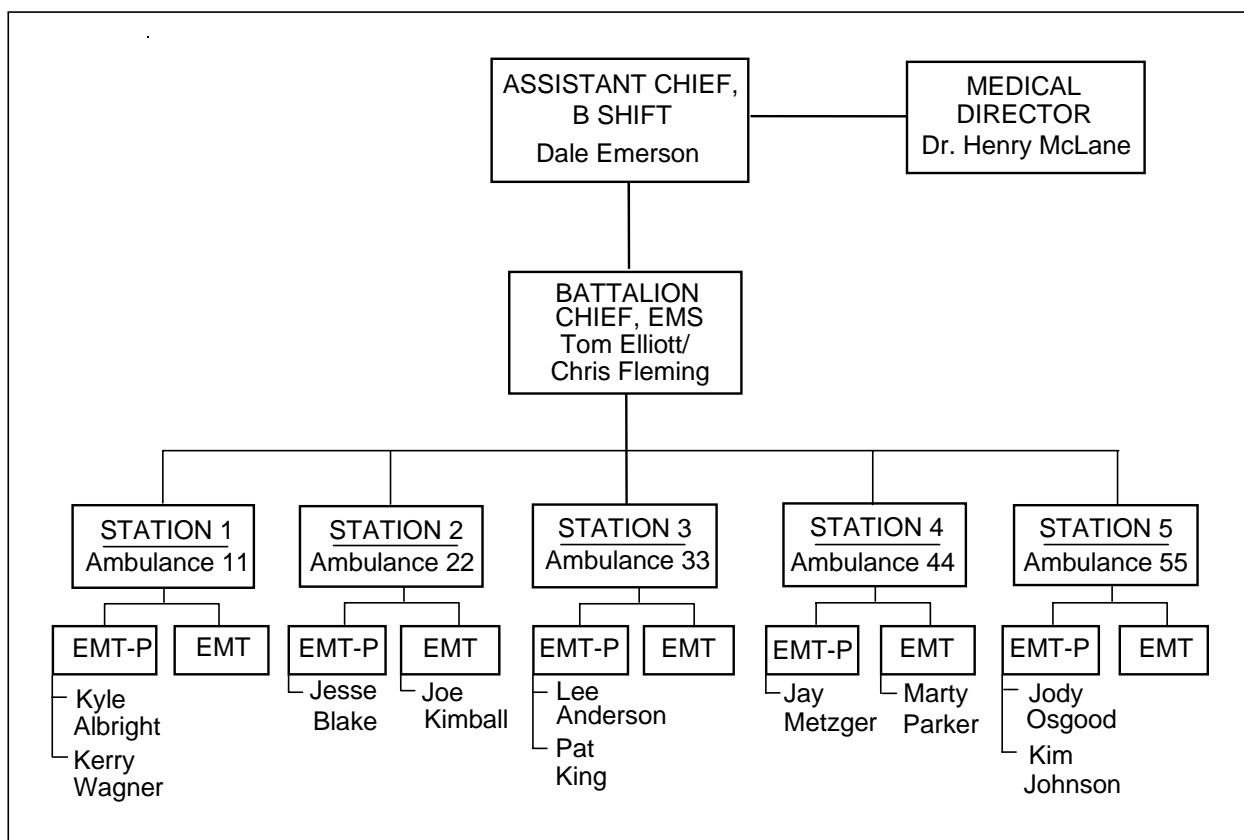 ASSISTANT CHIEF,
B SHIFT
Dale Emerson
MEDICAL
DIRECTOR
Dr. Henry McLane
BATTALION
CHIEF, EMS
Tom Elliott/
Chris Fleming
STATION 1
Ambulance 11
STATION 2
Ambulance 22
STATION 3
Ambulance 33
STATION 4
Ambulance 44
STATION 5
Ambulance 55
EMT-P
Kyle
Albright
Kerry
Wagner
EMT
EMT-P
Jesse
Blake
EMT
Joe
Kimball
EMT-P
Lee
Anderson
Pat
King
EMT
EMT-P
Jay
Metzger
EMT
Marty
Parker
EMT-P
Jody
Osgood
Kim
Johnson
EMT